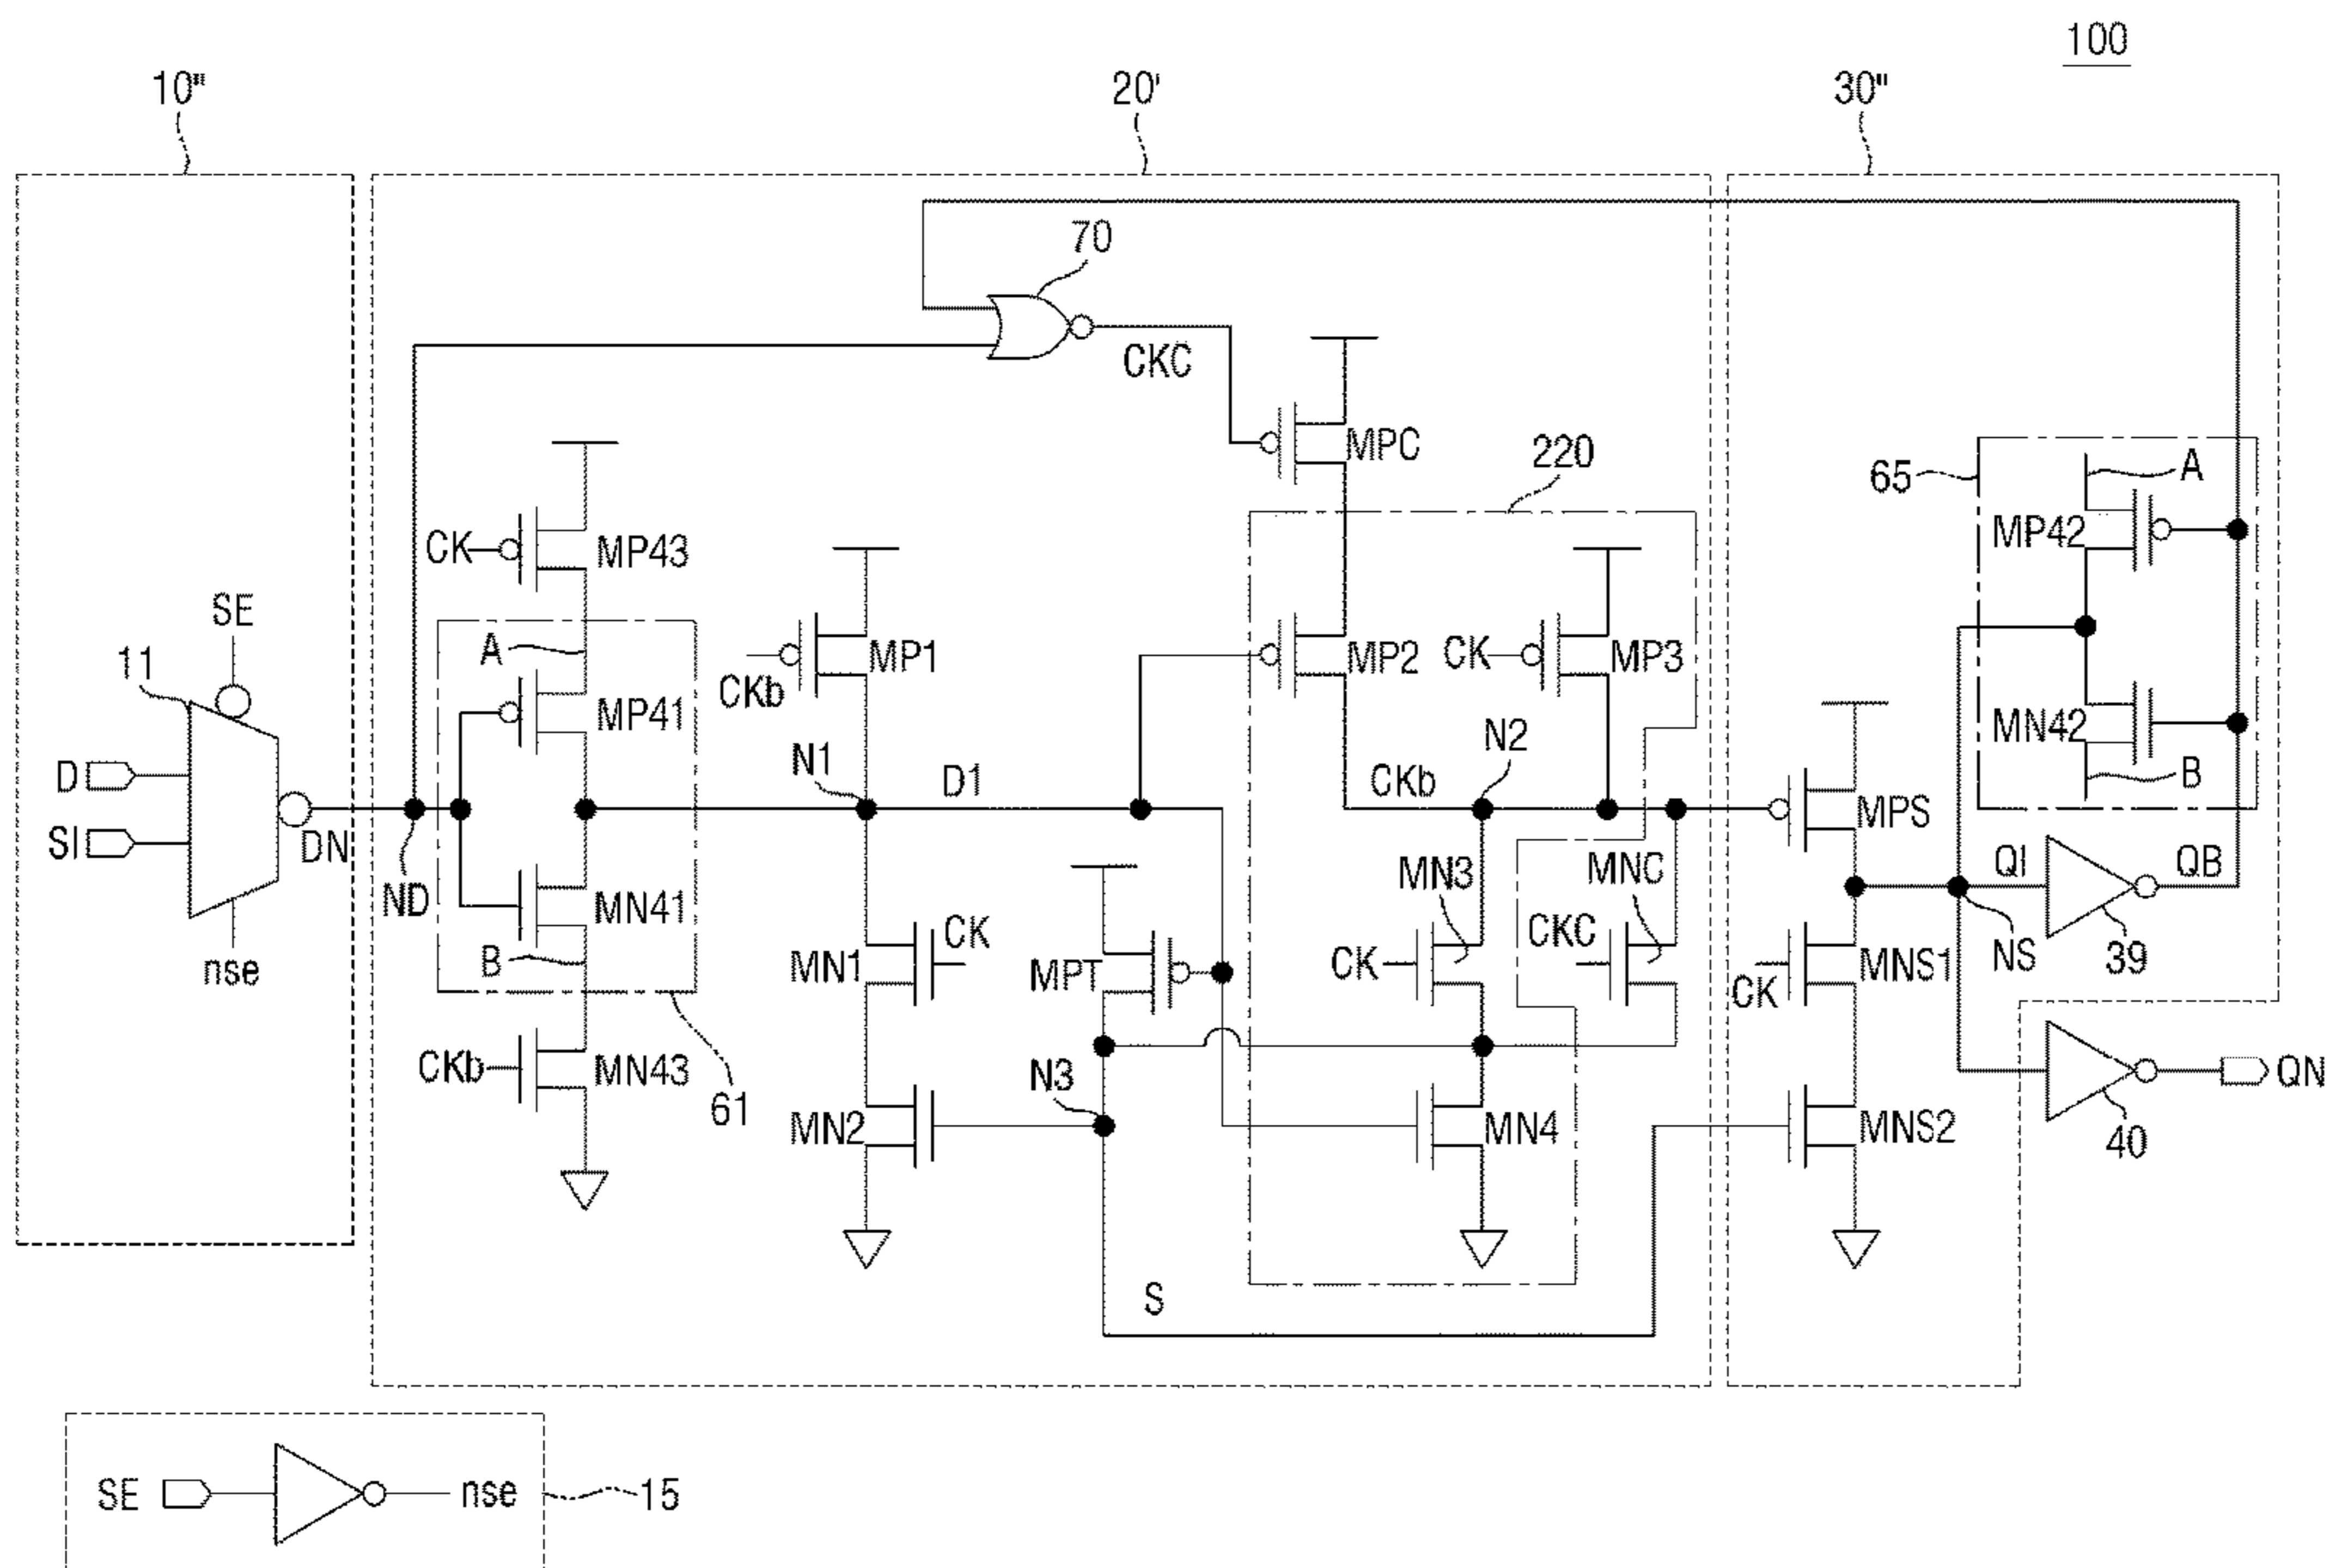 100
10"
20'
30"
70
CKC
MPC
220
65
A
MP42
MN42
B
CK
MP43
A
MP41
MN41
B
CKb
MN43
61
SE
11
D
SI
DN
nse
ND
CKb
MP1
N1
D1
MN1
CK
MN2
MPT
N3
S
MP2
CK
MP3
CKb
N2
MN3
CK
MNC
CKC
MN4
MPS
QI
QB
39
NS
MNS1
CK
MNS2
40
QN
SE
nse
15